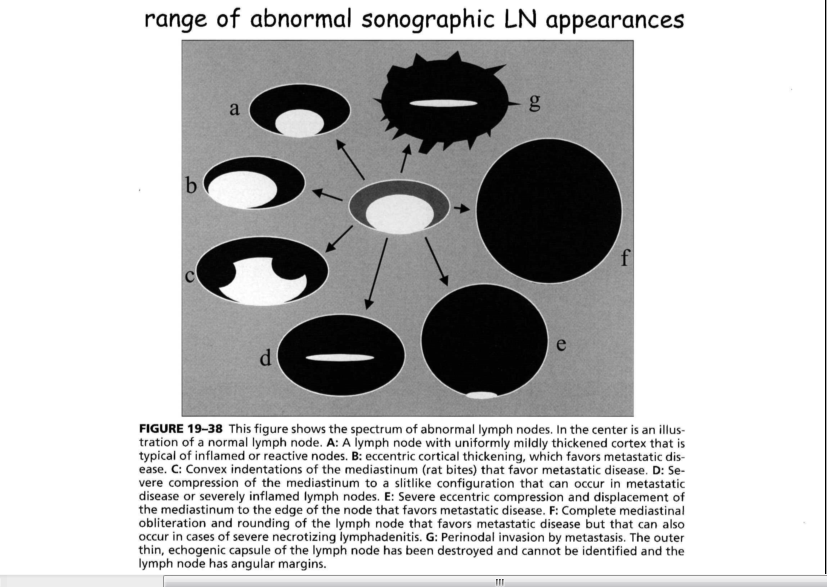 range of abnormal sonographic LN appearances
a
g
b
f
c
d
e
FIGURE 19–38 This figure shows the spectrum of abnormal lymph nodes. In the center is an illus-
tration of a normal lymph node. A: A lymph node with uniformly mildly thickened cortex that is
typical of inflamed or reactive nodes. B: eccentric cortical thickening, which favors metastatic dis-
ease. C: Convex indentations of the mediastinum (rat bites) that favor metastatic disease. D: Se-
vere compression of the mediastinum to a slitlike configuration that can occur in metastatic
disease or severely inflamed lymph nodes. E: Severe eccentric compression and displacement of
the mediastinum to the edge of the node that favors metastatic disease. F: Complete mediastinal
obliteration and rounding of the lymph node that favors metastatic disease but that can also
occur in cases of severe necrotizing lymphadenitis. G: Perinodal invasion by metastasis. The outer
thin, echogenic capsule of the lymph node has been destroyed and cannot be identified and the
lymph node has angular margins.